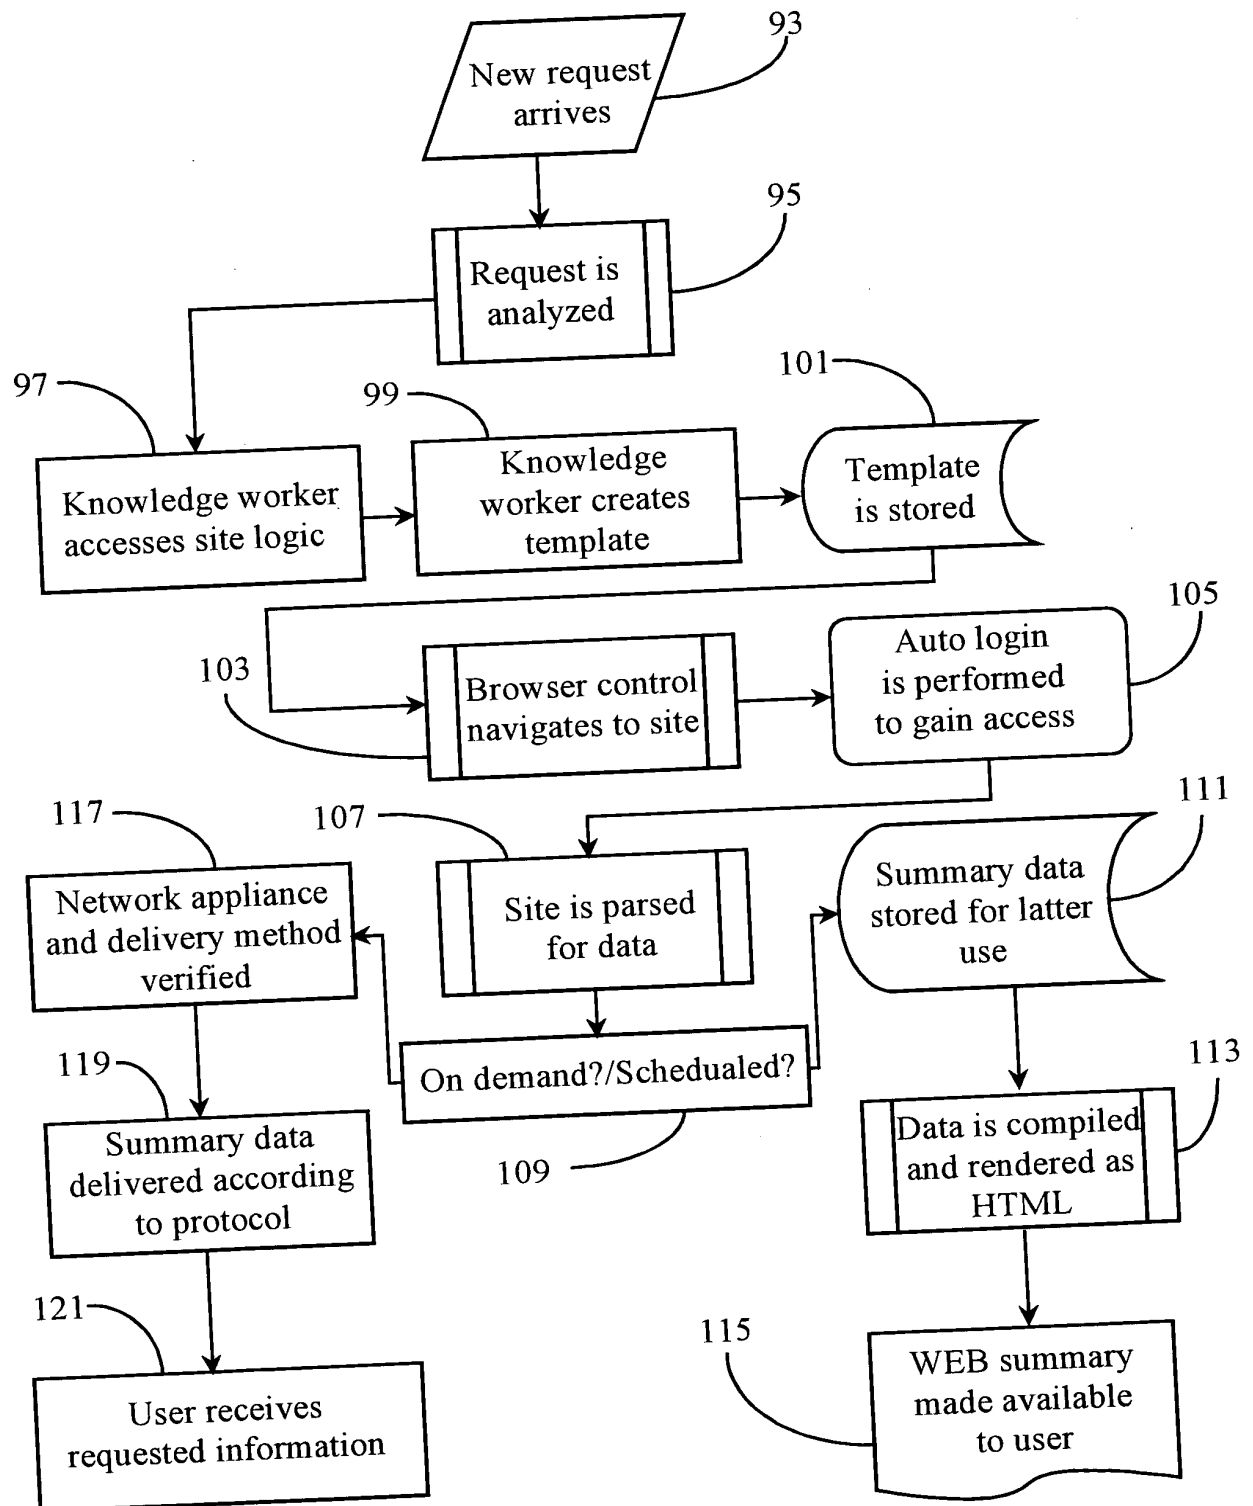 93
New request
arrives
95
Request is
analyzed
97
Knowledge worker
accesses site logic
99
Knowledge
worker creates
template
101
Template
is stored
103
Browser control
navigates to site
105
Auto login
is performed
to gain access
107
Site is parsed
for data
111
Summary data
stored for latter
use
117
Network appliance
and delivery method
verified
On demand?/Schedualed?
109
119
Summary data
delivered according
to protocol
113
Data is compiled
and rendered as
HTML
121
User receives
requested information
115
WEB summary
made available
to user